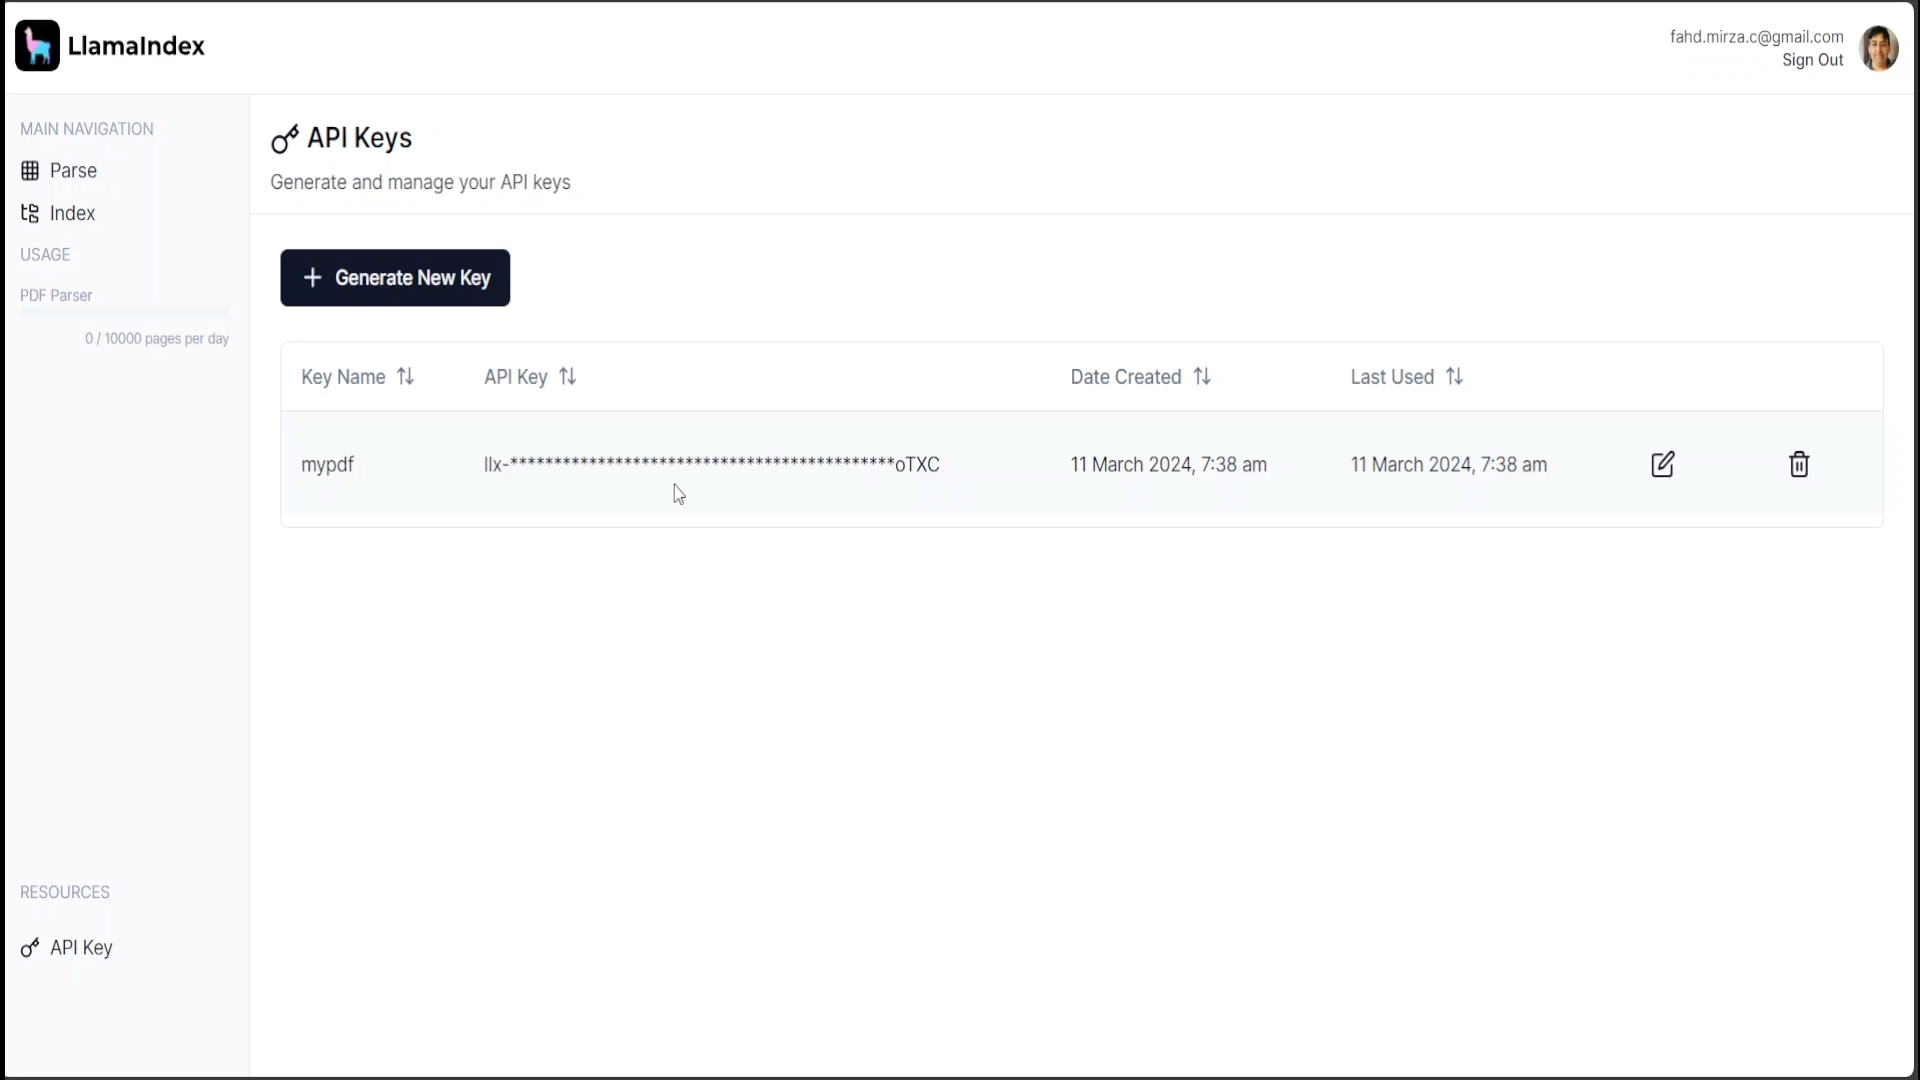 LlamaIndex
fahd.mirza.c@gmail.com
Sign Out
MAIN NAVIGATION
Parse
Index
USAGE
PDF Parser
0 / 10000 pages per day
RESOURCES
API Key
API Keys
Generate and manage your API keys
+ Generate New Key
Key Name API Key Date Created Last Used
mypdf llx-********************************************oTXC 11 March 2024, 7:38 am 11 March 2024, 7:38 am